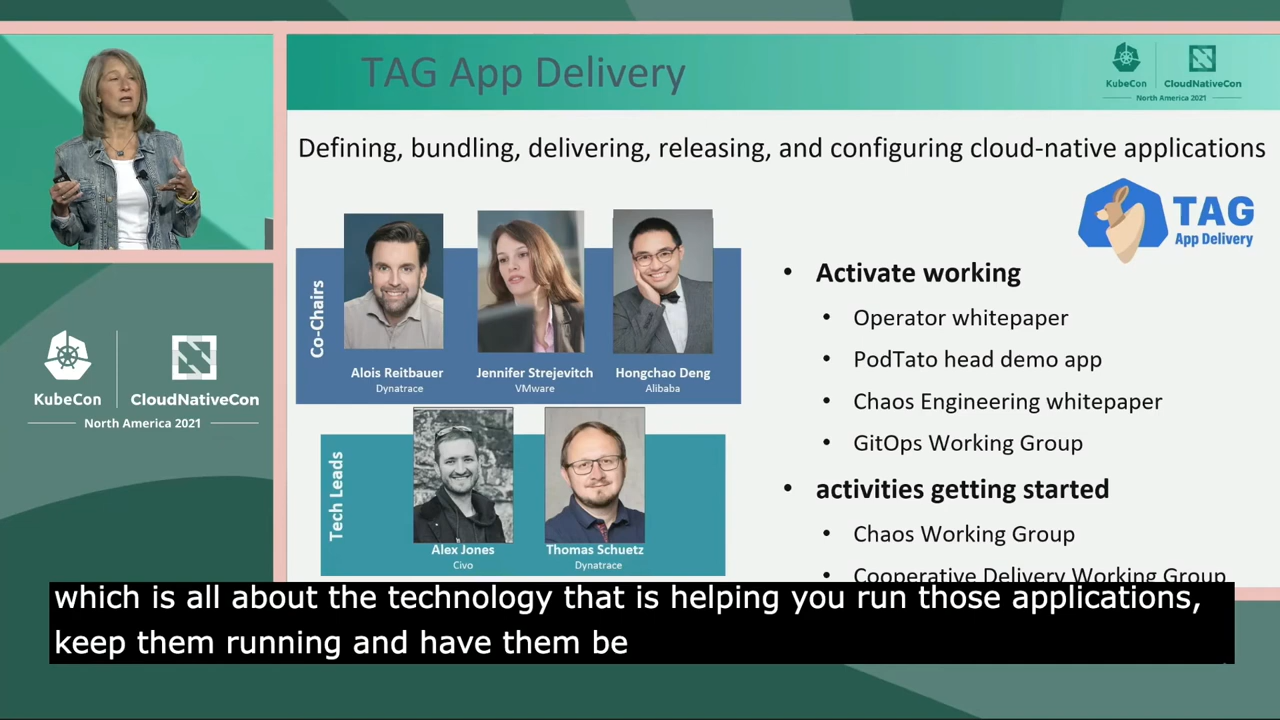 TAG App Delivery
KubeCon
CloudNativeCon
North America 2021
Defining, bundling, delivering, releasing, and configuring cloud-native applications
TAG
App Delivery
Co-Chairs
Alois Reitbauer
Dynatrace
Jennifer Strejevitch
VMware
Hongchao Deng
Alibaba
Tech Leads
Alex Jones
Civo
Thomas Schuetz
Dynatrace
• Activate working
• Operator whitepaper
• PodTato head demo app
• Chaos Engineering whitepaper
• GitOps Working Group
• activities getting started
• Chaos Working Group
• Cooperative Delivery Working Group
KubeCon
CloudNativeCon
North America 2021
which is all about the technology that is helping you run those applications,
keep them running and have them be